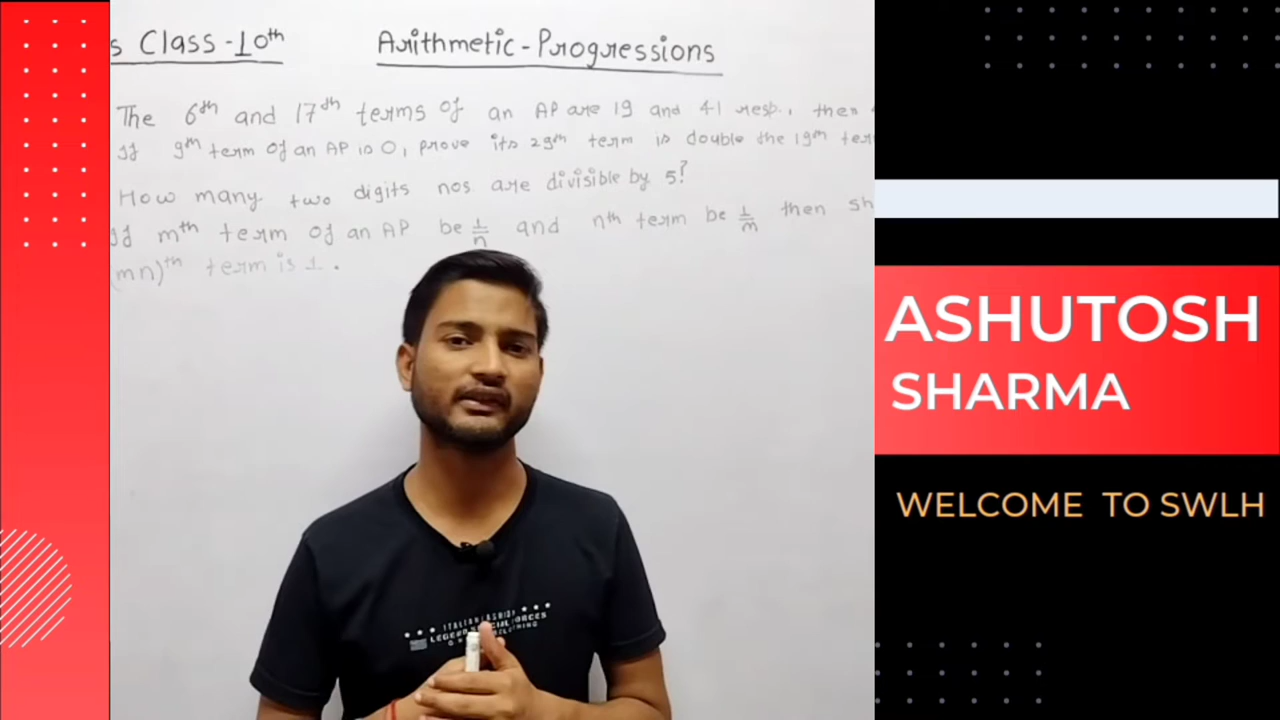 s Class-10th
Arithmetic-Progressions
The 6th and 17th terms of an AP are 19 and 41 resp., then
If 9th term of an AP is 0, prove its 29th term is double the 19th term
How many two digits nos are divisible by 5?
If mth term of an AP be 1/n and nth term be 1/m then sh
(mn)th term is 1.
LEGEND
ASHUTOSH
SHARMA
WELCOME TO SWLH